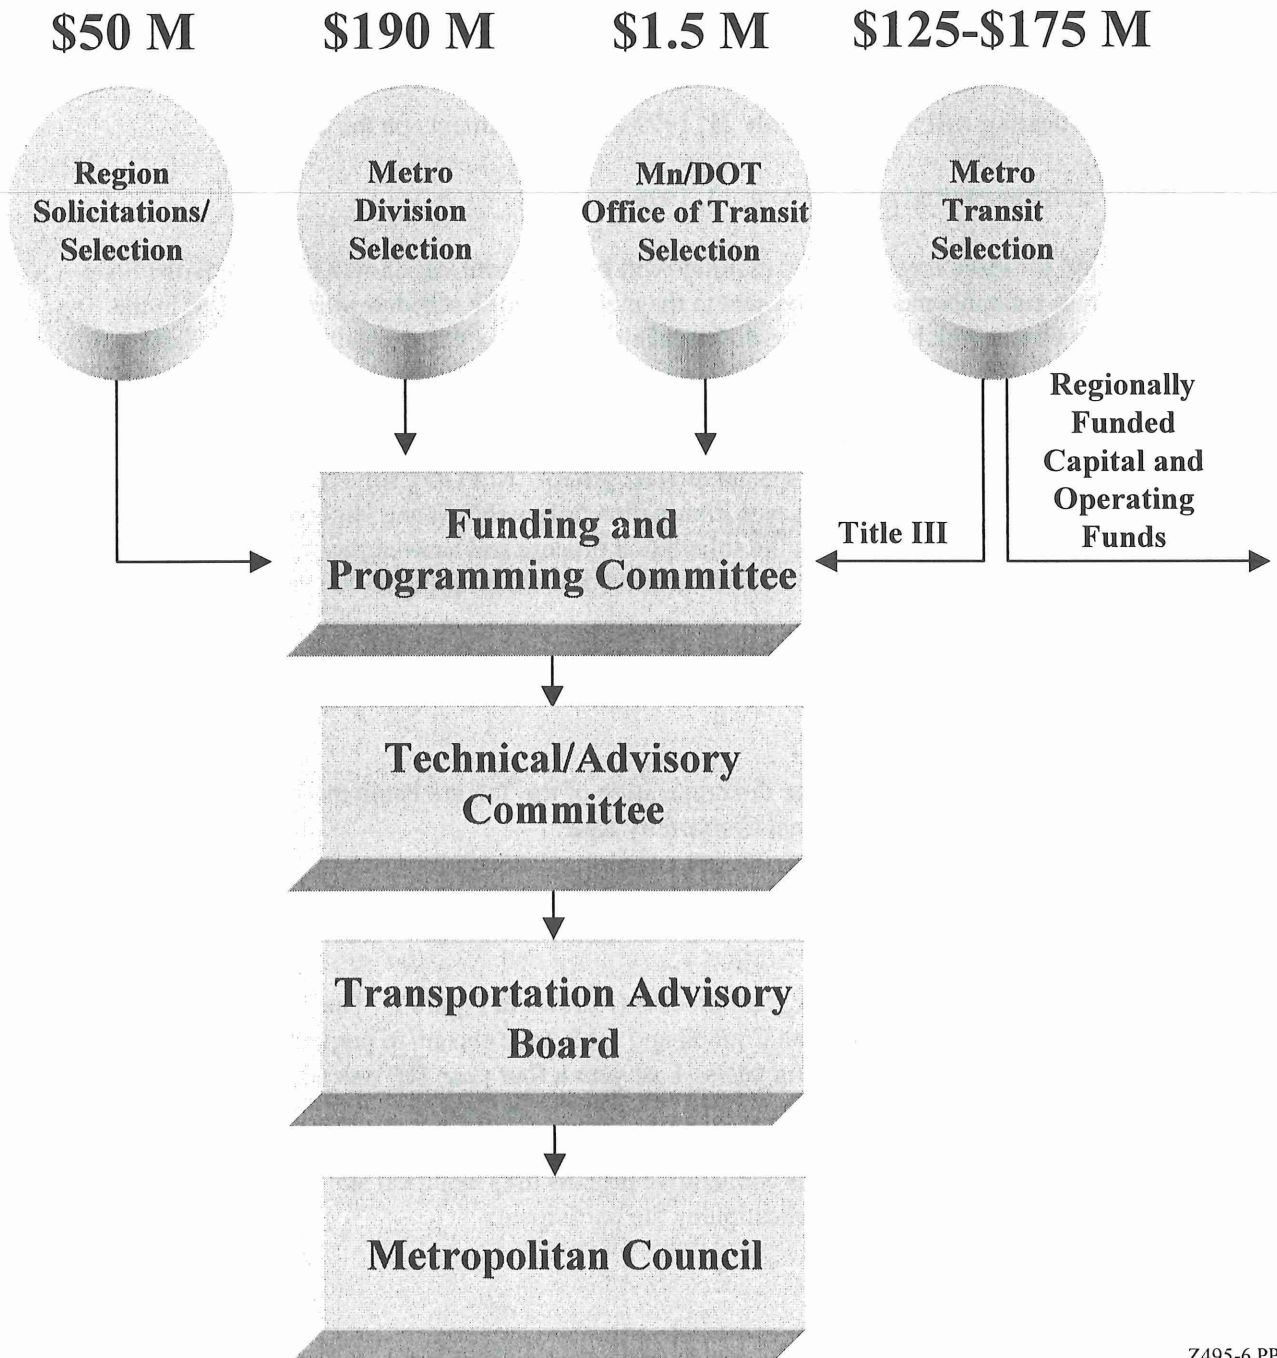 $50 M
$190 M
$1.5 M
$125-$175 M
Region
Solicitations/
Selection
Metro
Division
Selection
Mn/DOT
Office of Transit
Selection
Metro
Transit
Selection
Regionally
Funded
Capital and
Operating
Funds
Title III
Funding and
Programming Committee
Technical/Advisory
Committee
Transportation Advisory
Board
Metropolitan Council